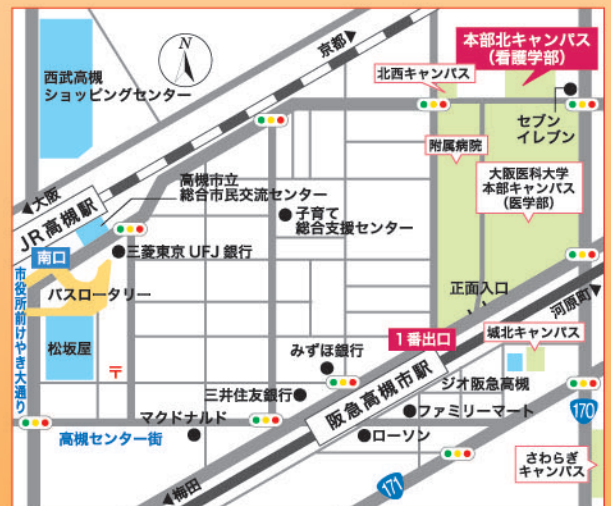 N
京都
本部北キャンパス
(看護学部)
北西キャンパス
西武高槻
ショッピングセンター
セブン
イレブン
附属病院
大阪医科大学
本部キャンパス
(医学部)
高槻市立
総合市民交流センター
大阪
JR高槻駅
子育て
総合支援センター
南口
三菱東京UFJ銀行
市役所前けやき大通り
バスロータリー
正面入口
河原町
松坂屋
〒
1番出口
城北キャンパス
みずほ銀行
阪急高槻市駅
ジオ阪急高槻
三井住友銀行
マクドナルド
ファミリーマート
170
高槻センター街
ローソン
さわらぎ
キャンパス
171
梅田